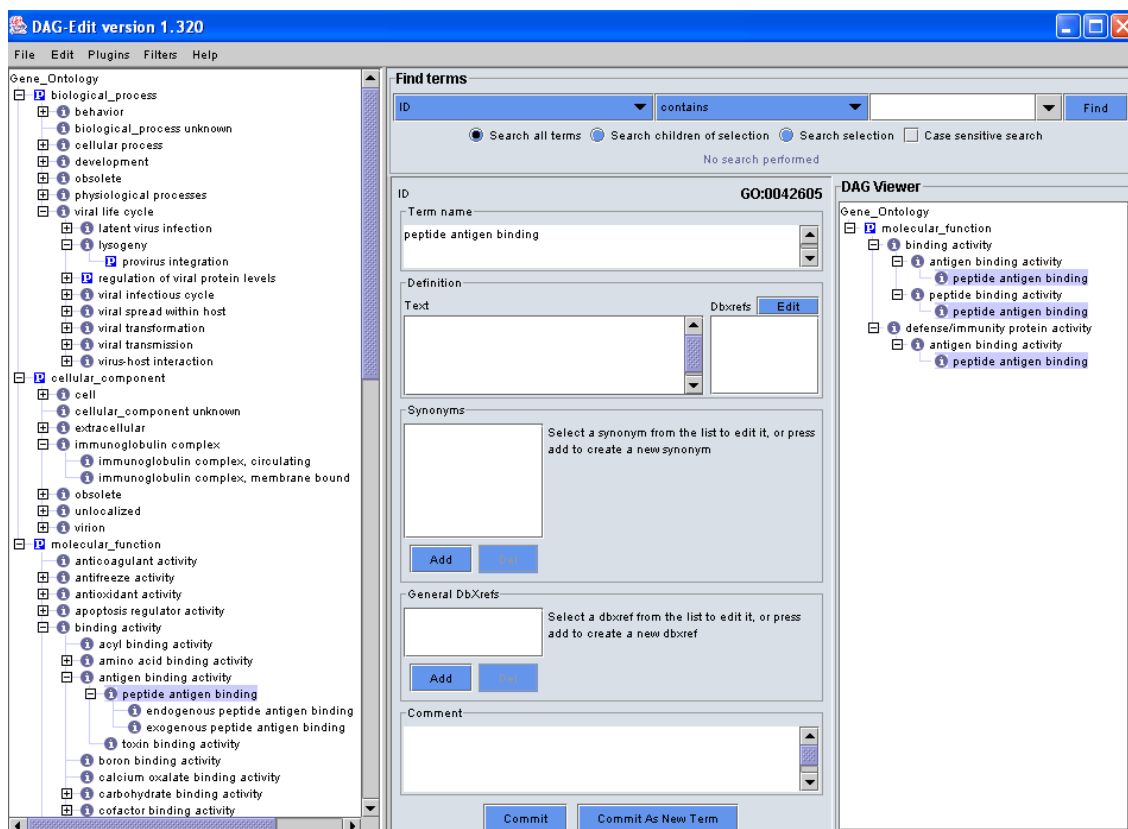 DAG-Edit version 1.320
File Edit Plugins Filters Help
Gene_Ontology
biological_process
behavior
biological_process unknown
cellular process
development
obsolete
physiological processes
viral life cycle
latent virus infection
lysogeny
provirus integration
regulation of viral protein levels
viral infectious cycle
viral spread within host
viral transformation
viral transmission
virus-host interaction
cellular_component
cell
cellular_component unknown
extracellular
immunoglobulin complex
immunoglobulin complex, circulating
immunoglobulin complex, membrane bound
obsolete
unlocalized
virion
molecular_function
anticoagulant activity
antifreeze activity
antioxidant activity
apoptosis regulator activity
binding activity
acyl binding activity
amino acid binding activity
antigen binding activity
peptide antigen binding
endogenous peptide antigen binding
exogenous peptide antigen binding
toxin binding activity
boron binding activity
calcium oxalate binding activity
carbohydrate binding activity
cofactor binding activity
Find terms
ID contains Find
Search all terms Search children of selection Search selection Case sensitive search
No search performed
ID GO:0042605
Term name
peptide antigen binding
Definition
Text Dbxrefs Edit
Synonyms
Select a synonym from the list to edit it, or press
add to create a new synonym
Add Del
General DbXrefs
Select a dbxref from the list to edit it, or press
add to create a new dbxref
Add Del
Comment
Commit Commit As New Term
DAG Viewer
Gene_Ontology
molecular_function
binding activity
antigen binding activity
peptide antigen binding
peptide binding activity
peptide antigen binding
defense/immunity protein activity
antigen binding activity
peptide antigen binding